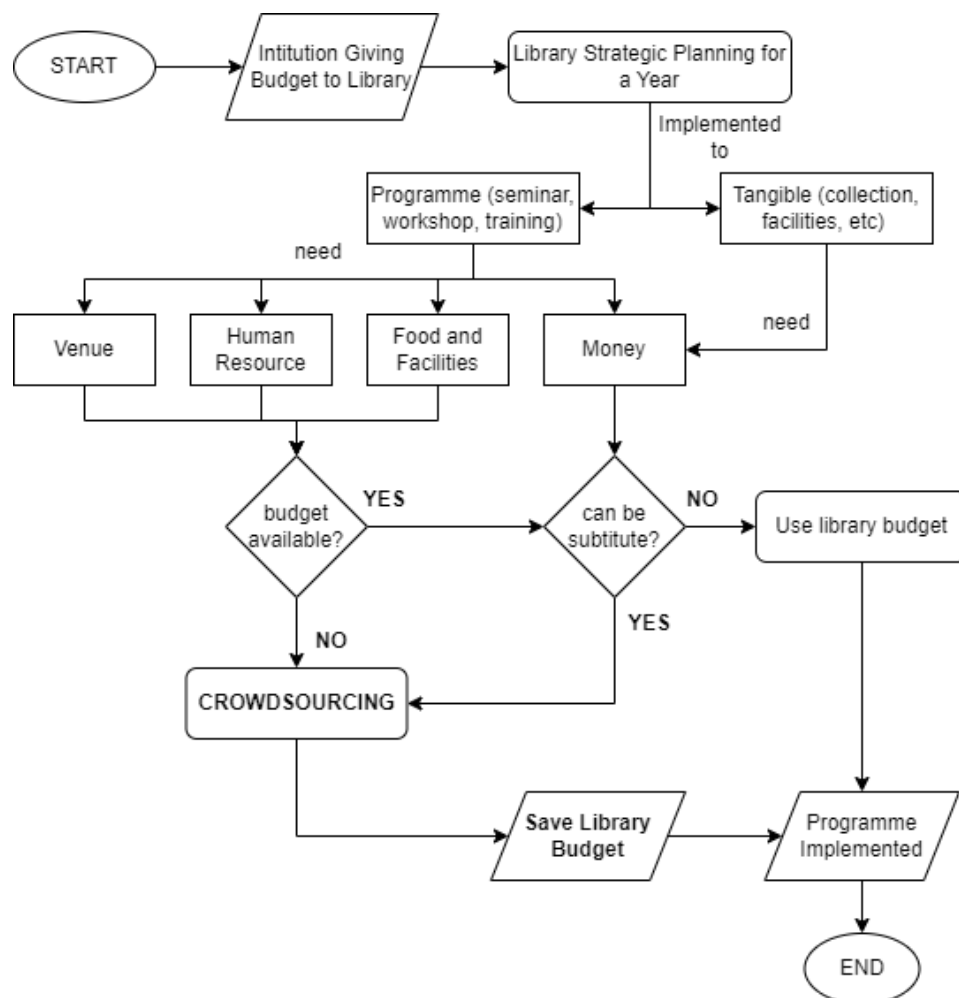 START
Intitution Giving
Budget to Library
Library Strategic Planning for
a Year
Implemented
to
Programme (seminar,
workshop, training)
Tangible (collection,
facilities, etc)
need
need
Venue
Human
Resource
Food and
Facilities
Money
budget
available?
YES
can be
subtitute?
NO
Use library budget
NO
YES
CROWDSOURCING
Save Library
Budget
Programme
Implemented
END